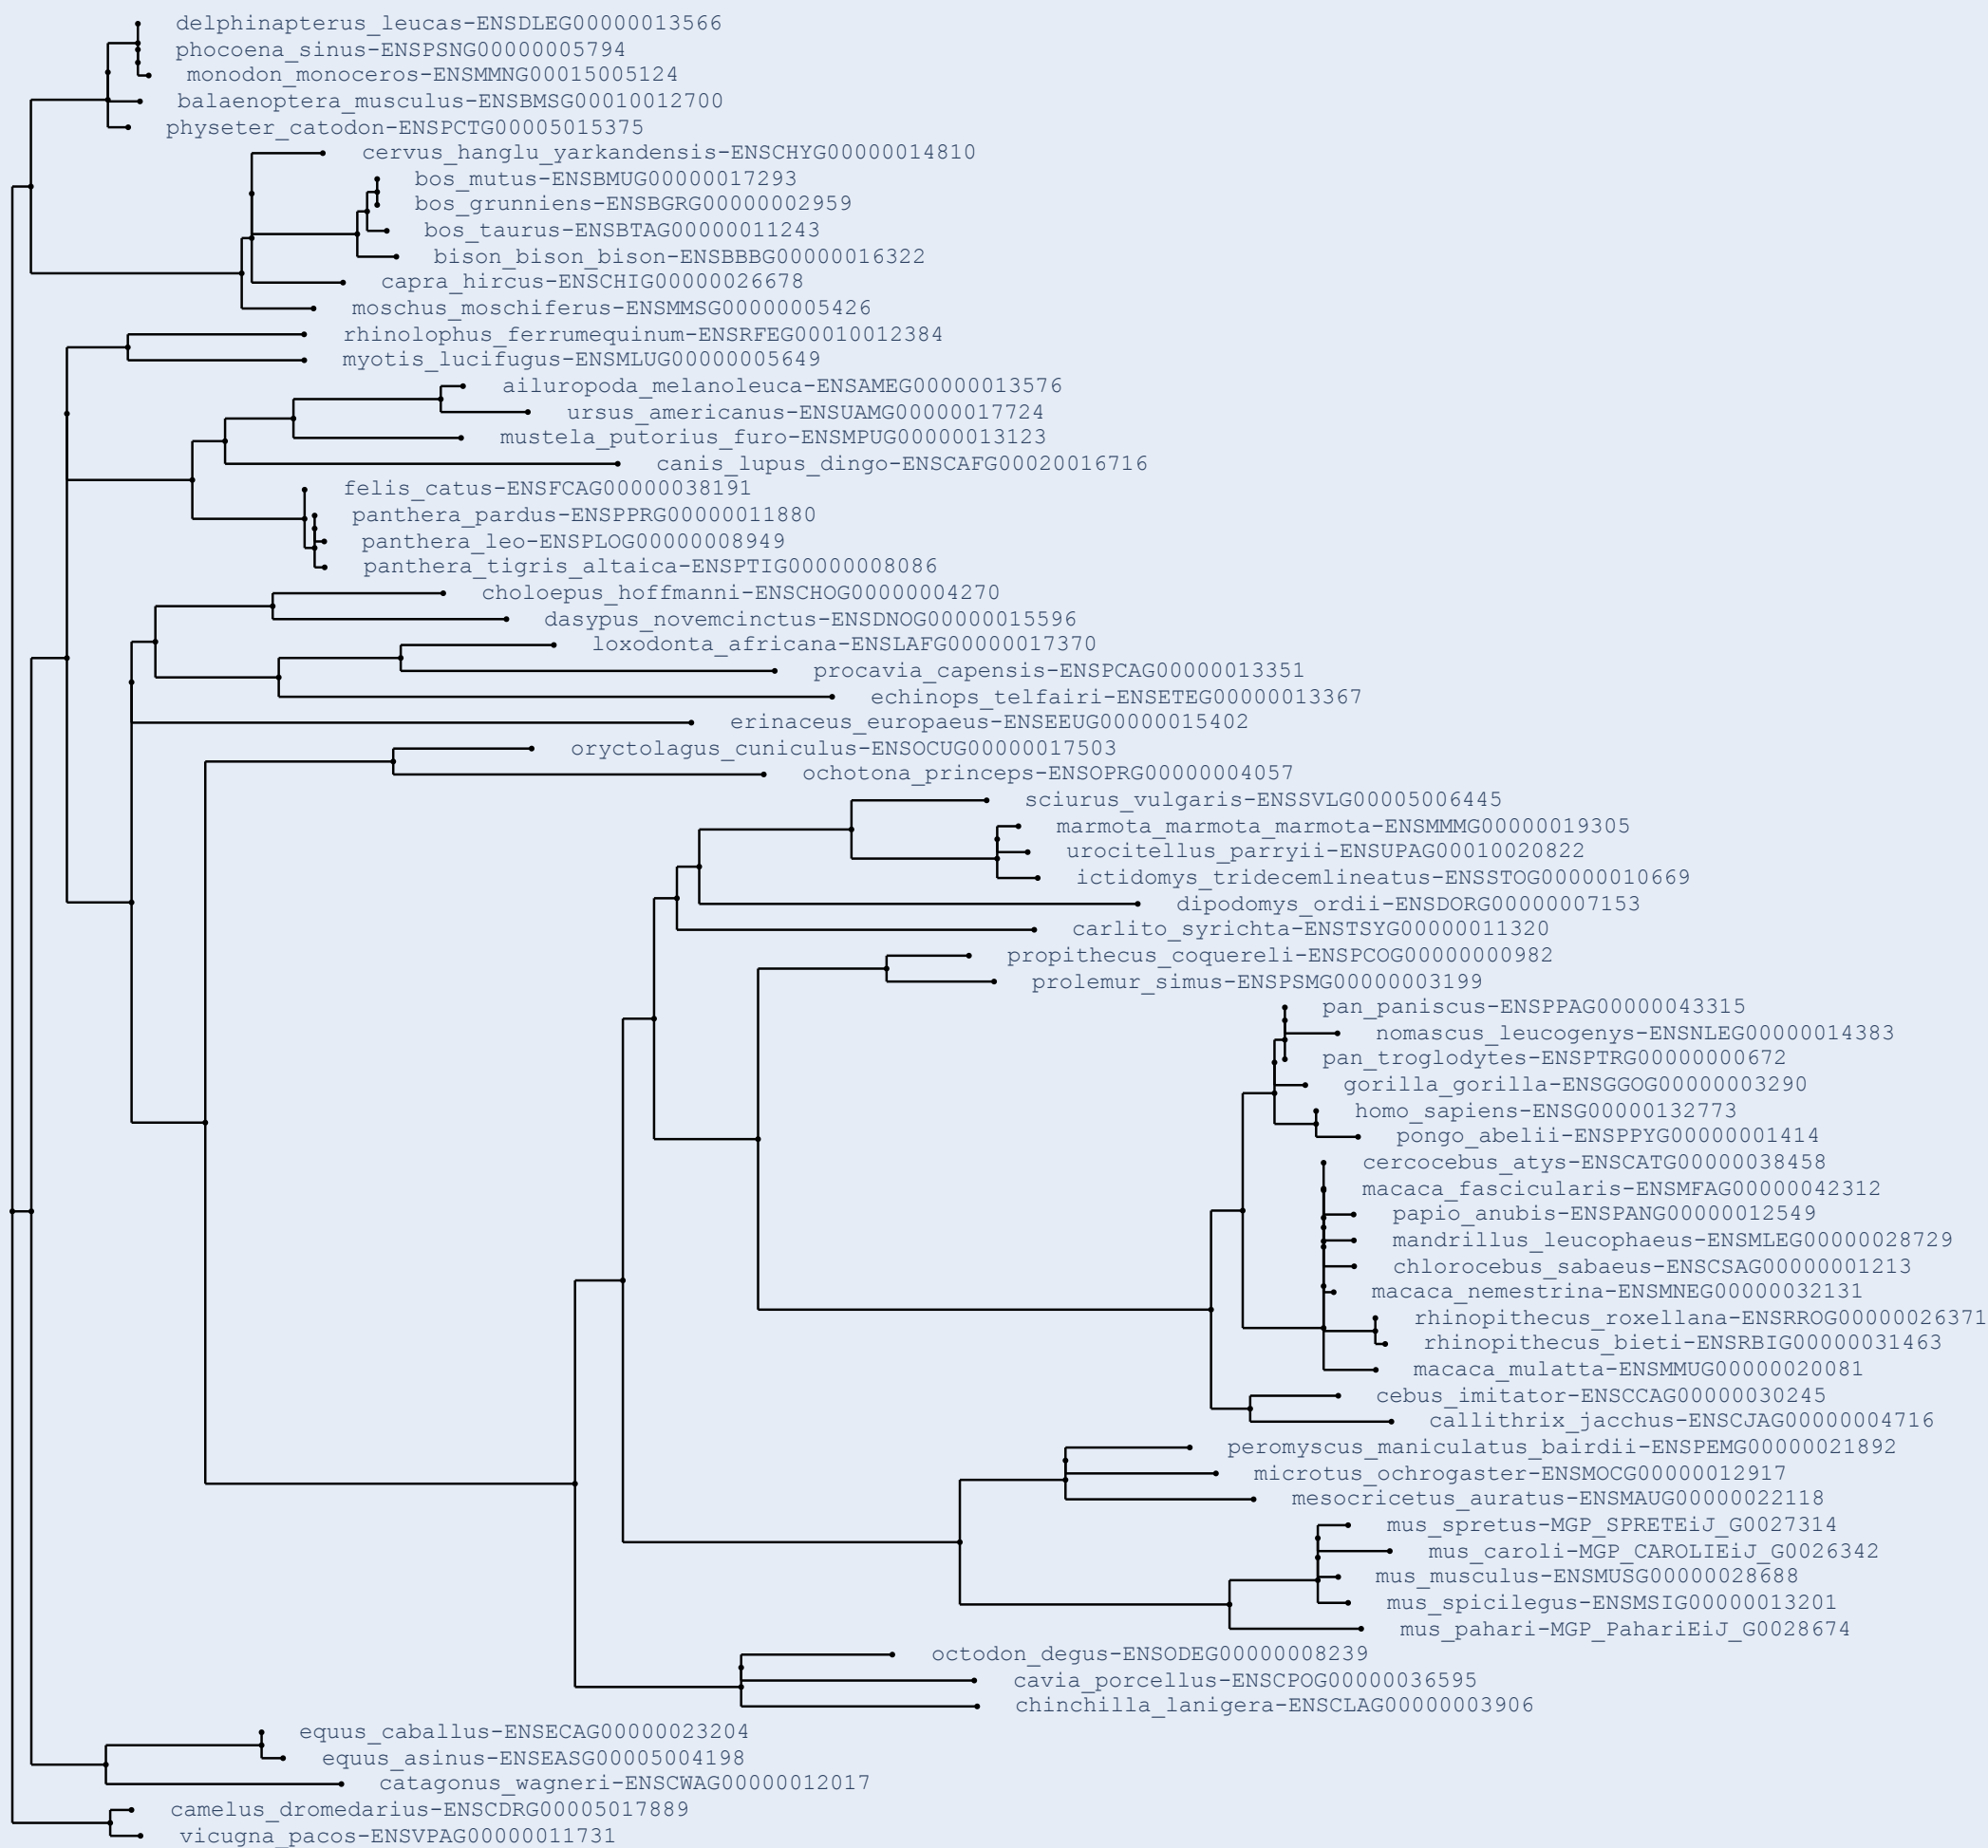 delphinapterus_leucas-ENSDLEG00000013566
phocoena_sinus-ENSPSNG00000005794
monodon_monoceros-ENSMMNG00015005124
balaenoptera_musculus-ENSBMSG00010012700
physeter_catodon-ENSPCTG00005015375
cervus_hanglu_yarkandensis-ENSCHYG00000014810
bos_mutus-ENSBMUG00000017293
bos_grunniens-ENSBGRG00000002959
bos_taurus-ENSBTAG00000011243
bison_bison_bison-ENSBBBG00000016322
capra_hircus-ENSCHIG00000026678
moschus_moschiferus-ENSMMSG00000005426
rhinolophus_ferrumequinum-ENSRFEG00010012384
myotis_lucifugus-ENSMLUG00000005649
ailuropoda_melanoleuca-ENSAMEG00000013576
ursus_americanus-ENSUAMG00000017724
mustela_putorius_furo-ENSMPUG00000013123
canis_lupus_dingo-ENSCAFG00020016716
felis_catus-ENSFCAG00000038191
panthera_pardus-ENSPPRG00000011880
panthera_leo-ENSPLOG00000008949
panthera_tigris_altaica-ENSPTIG00000008086
choloepus_hoffmanni-ENSCHOG00000004270
dasypus_novemcinctus-ENSDNOG00000015596
loxodonta_africana-ENSLAFG00000017370
procavia_capensis-ENSPCAG00000013351
echinops_telfairi-ENSETEG00000013367
erinaceus_europaeus-ENSEEUG00000015402
oryctolagus_cuniculus-ENSOCUG00000017503
ochotona_princeps-ENSOPRG00000004057
sciurus_vulgaris-ENSSVLG00005006445
marmota_marmota_marmota-ENSMMMG00000019305
urocitellus_parryii-ENSUPAG00010020822
ictidomys_tridecemlineatus-ENSSTOG00000010669
dipodomys_ordii-ENSDORG00000007153
carlito_syrichta-ENSTSYG00000011320
propithecus_coquereli-ENSPCOG00000000982
prolemur_simus-ENSPSMG00000003199
pan_paniscus-ENSPPAG00000043315
nomascus_leucogenys-ENSNLEG00000014383
pan_troglodytes-ENSPTRG00000000672
gorilla_gorilla-ENSGGOG00000003290
homo_sapiens-ENSG00000132773
pongo_abelii-ENSPPYG00000001414
cercocebus_atys-ENSCATG00000038458
macaca_fascicularis-ENSMFAG00000042312
papio_anubis-ENSPANG00000012549
mandrillus_leucophaeus-ENSMLEG00000028729
chlorocebus_sabaeus-ENSCSAG00000001213
macaca_nemestrina-ENSMNEG00000032131
rhinopithecus_roxellana-ENSRROG00000026371
rhinopithecus_bieti-ENSRBIG00000031463
macaca_mulatta-ENSMMUG00000020081
cebus_imitator-ENSCCAG00000030245
callithrix_jacchus-ENSCJAG00000004716
peromyscus_maniculatus_bairdii-ENSPEMG00000021892
microtus_ochrogaster-ENSMOCG00000012917
mesocricetus_auratus-ENSMAUG00000022118
mus_spretus-MGP_SPRETEiJ_G0027314
mus_caroli-MGP_CAROLIEiJ_G0026342
mus_musculus-ENSMUSG00000028688
mus_spicilegus-ENSMSIG00000013201
mus_pahari-MGP_PahariEiJ_G0028674
octodon_degus-ENSODEG00000008239
cavia_porcellus-ENSCPOG00000036595
chinchilla_lanigera-ENSCLAG00000003906
equus_caballus-ENSECAG00000023204
equus_asinus-ENSEASG00005004198
catagonus_wagneri-ENSCWAG00000012017
camelus_dromedarius-ENSCDRG00005017889
vicugna_pacos-ENSVPAG00000011731